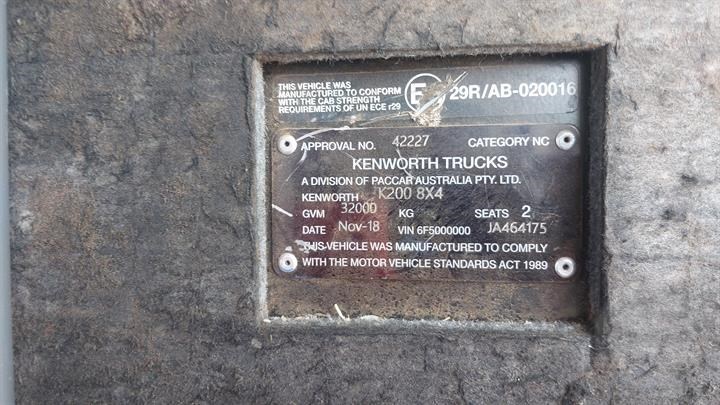 THIS VEHICLE WAS
MANUFACTURED TO CONFORM
WITH THE CAB STRENGTH
REQUIREMENTS OF UN ECE r29
E
29R/AB-020016
APPROVAL NO. 42227 CATEGORY NC
KENWORTH TRUCKS
A DIVISION OF PACCAR AUSTRALIA PTY. LTD.
KENWORTH K200 8X4
GVM 32000 KG SEATS 2
DATE Nov-18 VIN 6F5000000 JA464175
THIS VEHICLE WAS MANUFACTURED TO COMPLY
WITH THE MOTOR VEHICLE STANDARDS ACT 1989